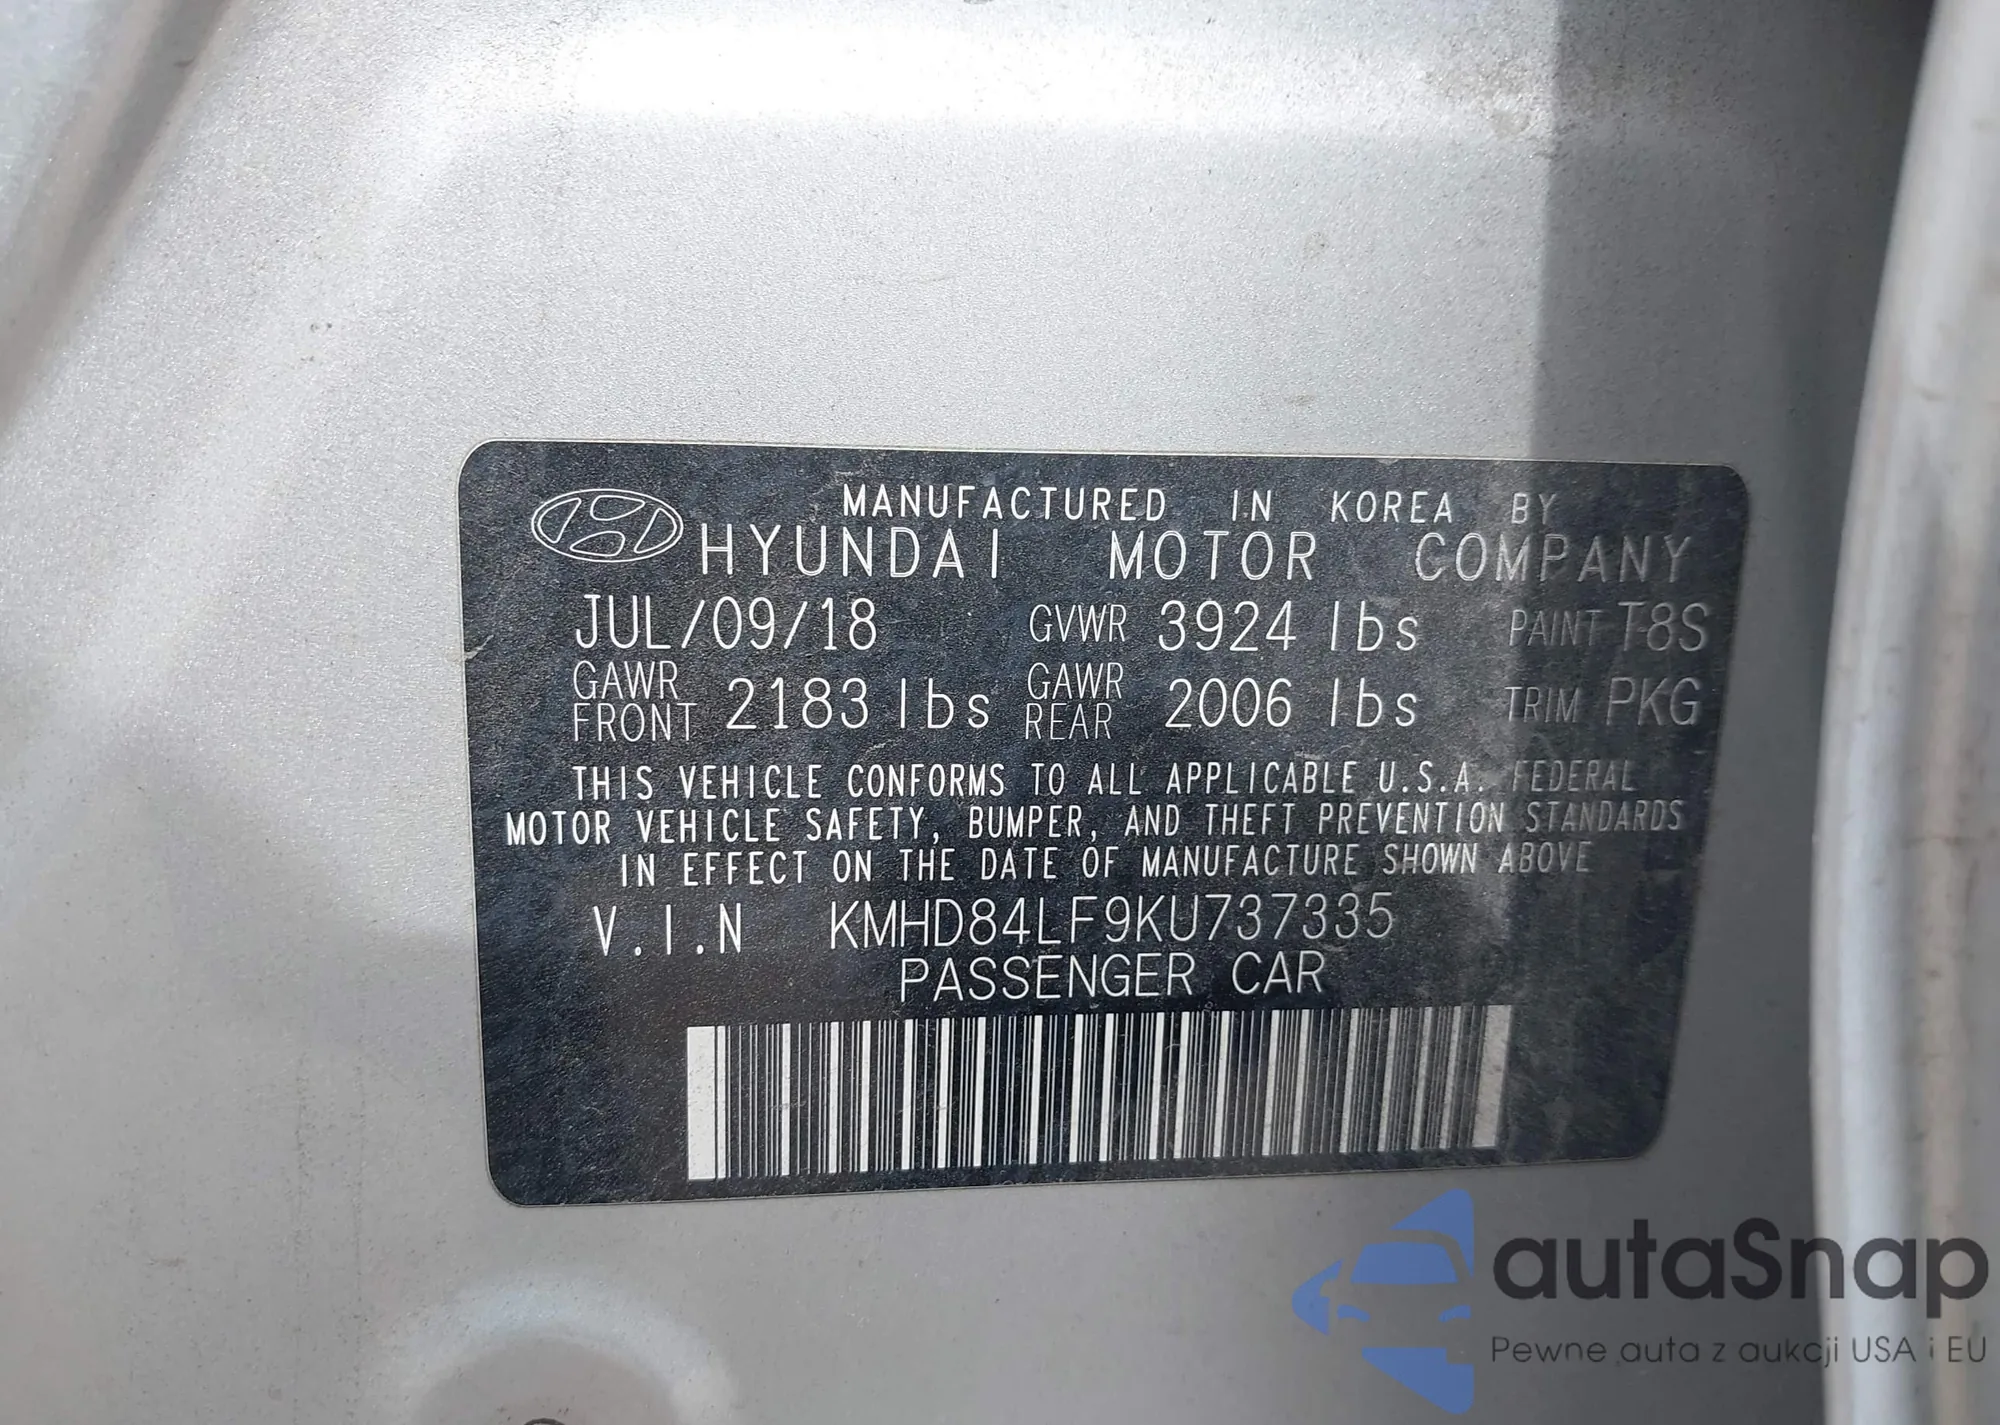 MANUFACTURED IN KOREA BY
HYUNDAI MOTOR COMPANY
JUL/09/18 GVWR 3924 lbs PAINT T8S
GAWR FRONT 2183 lbs GAWR REAR 2006 lbs TRIM PKG
THIS VEHICLE CONFORMS TO ALL APPLICABLE U.S.A. FEDERAL
MOTOR VEHICLE SAFETY, BUMPER, AND THEFT PREVENTION STANDARDS
IN EFFECT ON THE DATE OF MANUFACTURE SHOWN ABOVE
V.I.N KMHD84LF9KU737335
PASSENGER CAR
autaSnap
Pewne auta z aukcji USA i EU